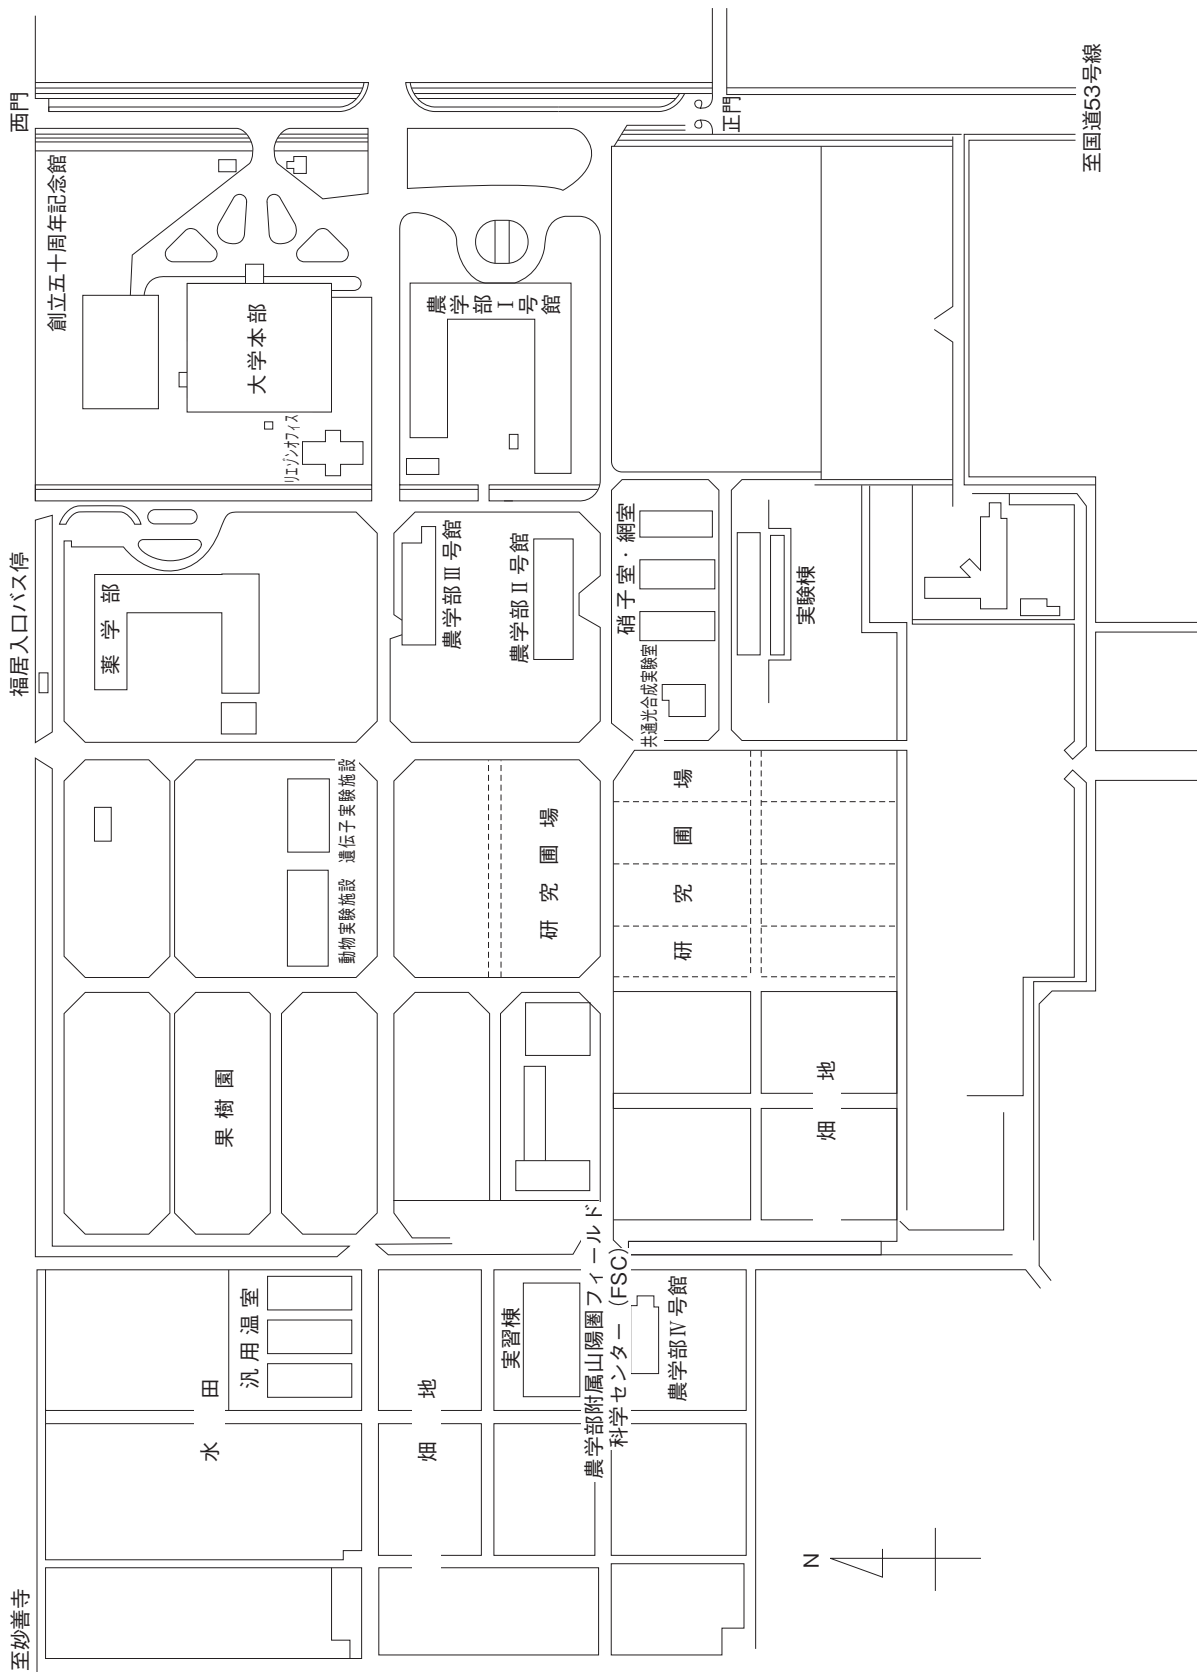 至妙善寺
福居入口バス停
西門
創立五十周年記念館
大学本部
リエゾンオフィス
薬学部
遺伝子実験施設
動物実験施設
果樹園
汎用温室
水田
農学部Ⅰ号館
農学部Ⅲ号館
農学部Ⅱ号館
研究圃場
畑地
実習棟
農学部附属山陽圏フィールド
科学センター (FSC)
農学部Ⅳ号館
正門
硝子室・網室
共通光合成実験室
研究圃場
実験棟
畑地
N
至国道53号線